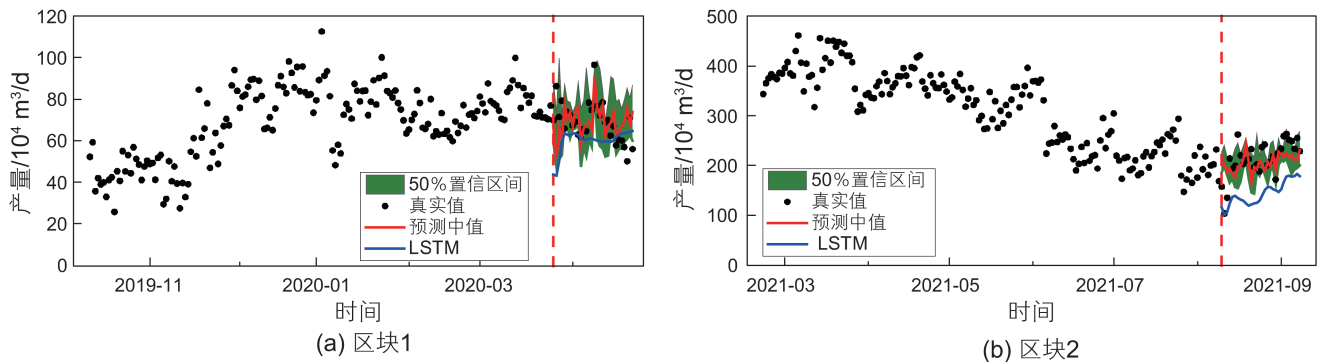 120
100
80
60
40
20
0
产量/10⁴ m³/d
50%置信区间
真实值
预测中值
LSTM
2019-11
2020-01
2020-03
时间
(a) 区块1
500
400
300
200
100
0
产量/10⁴ m³/d
50%置信区间
真实值
预测中值
LSTM
2021-03
2021-05
2021-07
2021-09
时间
(b) 区块2